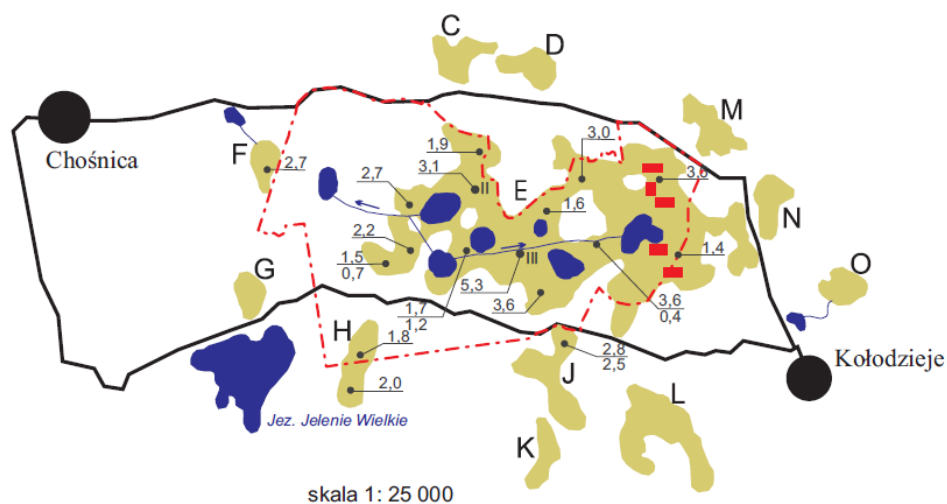 C
D
M
Chośnica
F
2,7
1,9
3,1
II
E
3,0
3,6
2,7
1,6
N
2,2
1,5
0,7
III
1,4
O
G
5,3
3,6
1,7
1,2
3,6
0,4
H
1,8
2,8
2,5
Kołodzieje
2,0
J
L
Jez. Jelenie Wielkie
K
skala 1: 25 000